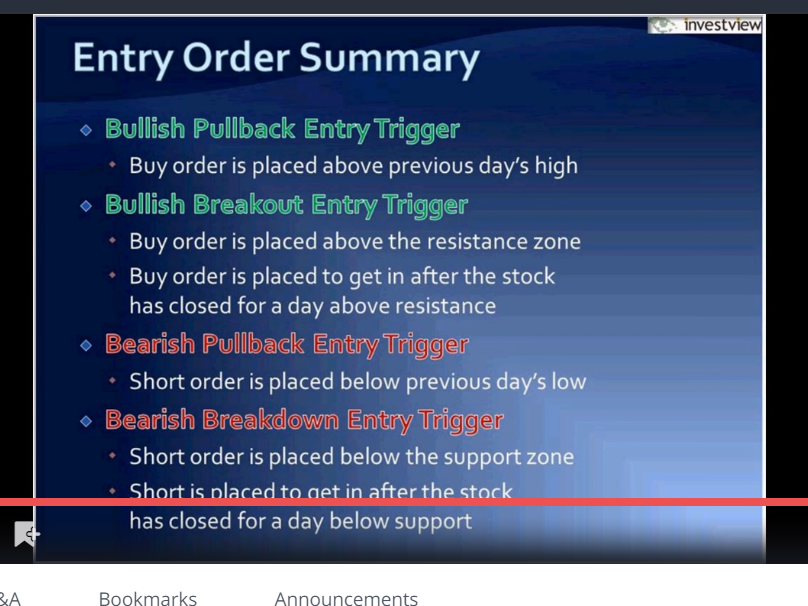 investview
Entry Order Summary
Bullish Pullback Entry Trigger
Buy order is placed above previous day's high
Bullish Breakout Entry Trigger
Buy order is placed above the resistance zone
Buy order is placed to get in after the stock
has closed for a day above resistance
Bearish Pullback Entry Trigger
Short order is placed below previous day's low
Bearish Breakdown Entry Trigger
Short order is placed below the support zone
Short is placed to get in after the stock
has closed for a day below support
&A Bookmarks Announcements